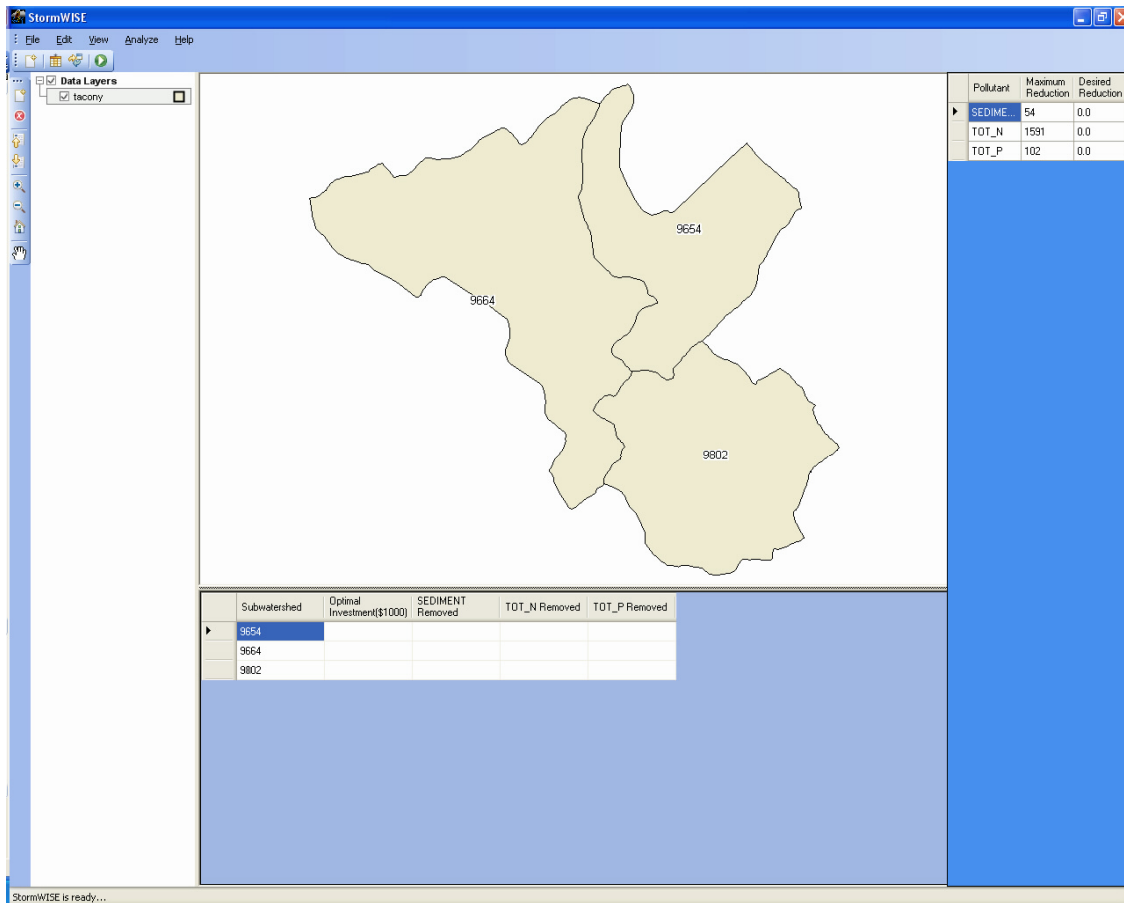 StormWISE
File Edit View Analyze Help
Data Layers
tacony
9654
9664
9802
Pollutant Maximum Reduction Desired Reduction
SEDIME... 54 0.0
TOT_N 1591 0.0
TOT_P 102 0.0
Subwatershed Optimal Investment($1000) SEDIMENT Removed TOT_N Removed TOT_P Removed
9654
9664
9802
StormWISE is ready...